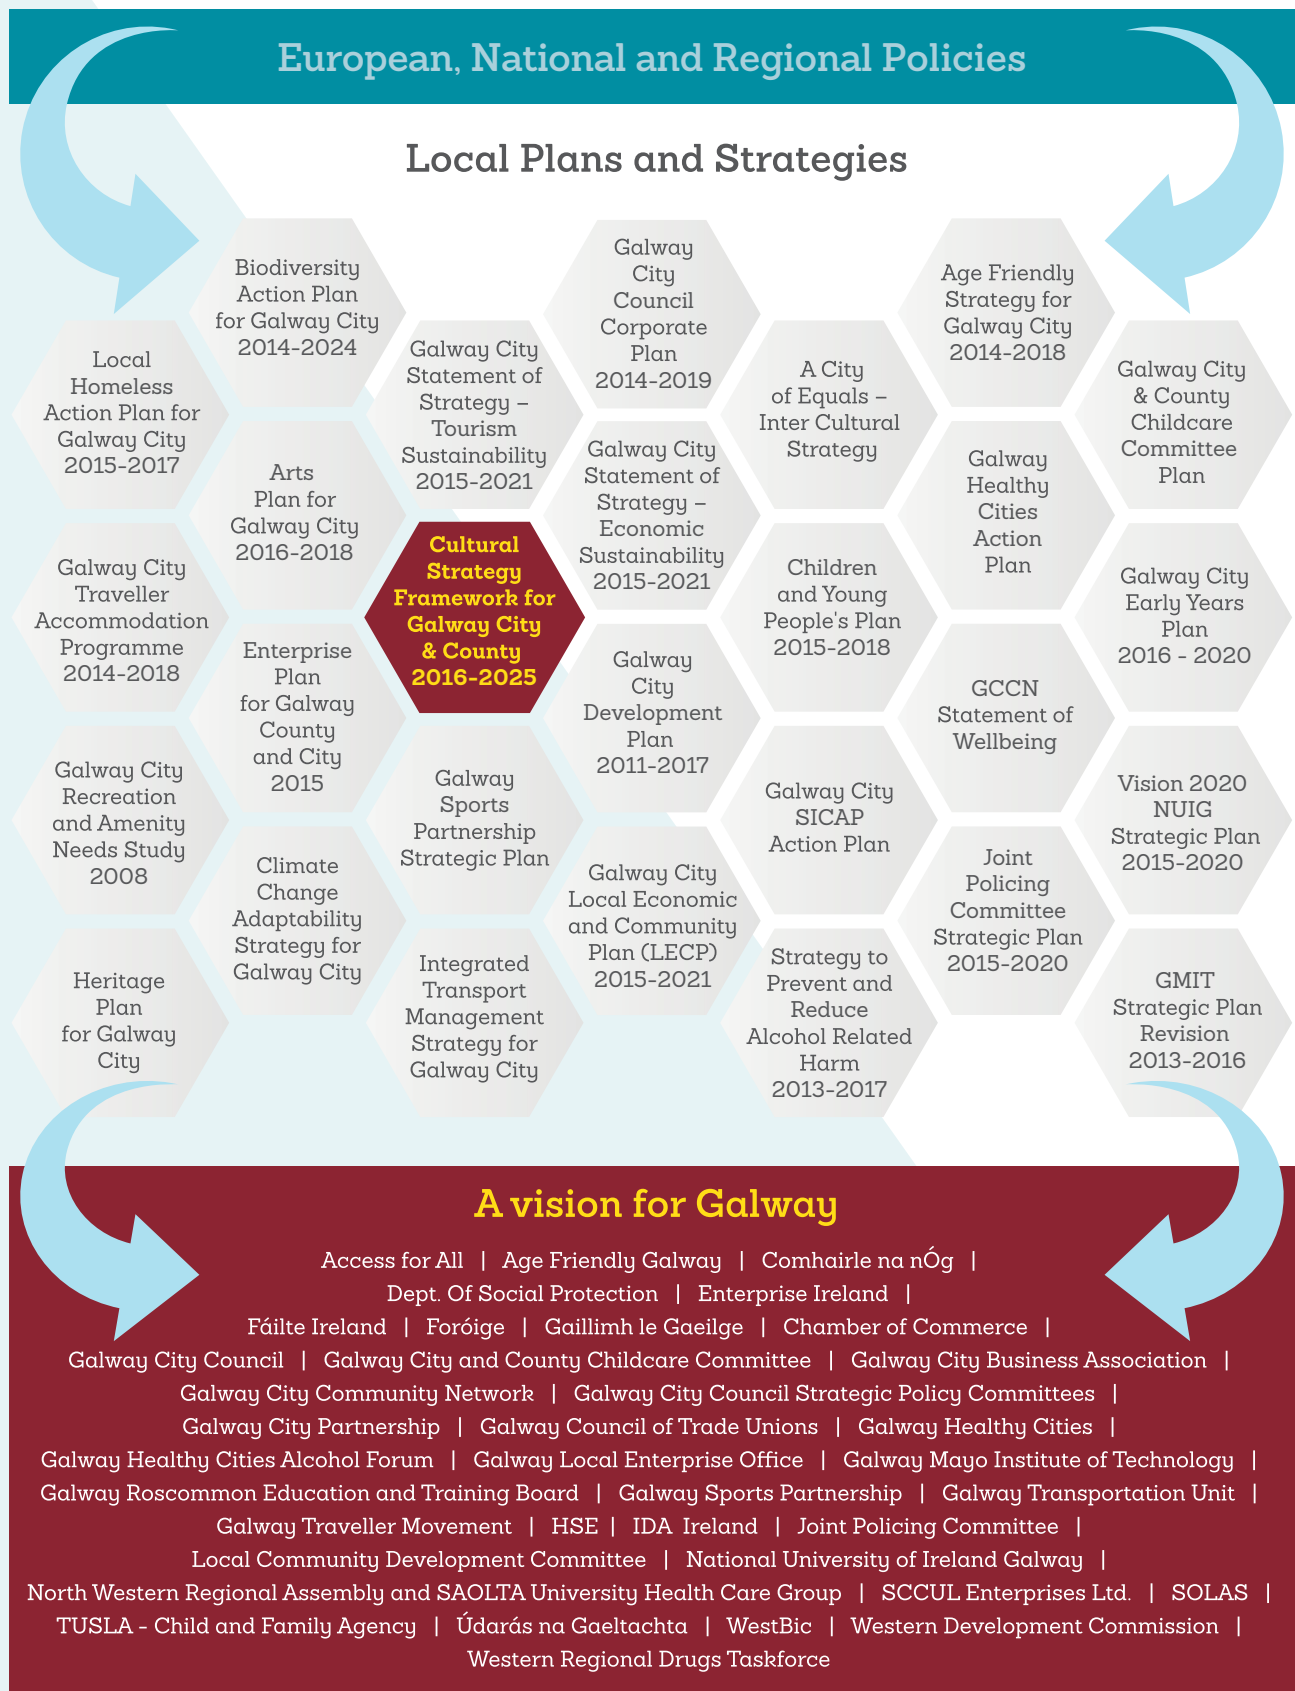 European, National and Regional Policies
Local Plans and Strategies
Biodiversity
Action Plan
for Galway City
2014-2024
Galway
City
Council
Corporate
Plan
2014-2019
Age Friendly
Strategy for
Galway City
2014-2018
Local
Homeless
Action Plan for
Galway City
2015-2017
Galway City
Statement of
Strategy –
Tourism
Sustainability
2015-2021
A City
of Equals –
Inter Cultural
Strategy
Galway City
& County
Childcare
Committee
Plan
Arts
Plan for
Galway City
2016-2018
Galway City
Statement of
Strategy –
Economic
Sustainability
2015-2021
Galway
Healthy
Cities
Action
Plan
Galway City
Traveller
Accommodation
Programme
2014-2018
Cultural
Strategy
Framework for
Galway City
& County
2016-2025
Children
and Young
People's Plan
2015-2018
Galway City
Early Years
Plan
2016 - 2020
Enterprise
Plan
for Galway
County
and City
2015
Galway
City
Development
Plan
2011-2017
GCCN
Statement of
Wellbeing
Galway City
Recreation
and Amenity
Needs Study
2008
Galway
Sports
Partnership
Strategic Plan
Galway City
SICAP
Action Plan
Vision 2020
NUIG
Strategic Plan
2015-2020
Climate
Change
Adaptability
Strategy for
Galway City
Galway City
Local Economic
and Community
Plan (LECP)
2015-2021
Joint
Policing
Committee
Strategic Plan
2015-2020
Heritage
Plan
for Galway
City
Integrated
Transport
Management
Strategy for
Galway City
Strategy to
Prevent and
Reduce
Alcohol Related
Harm
2013-2017
GMIT
Strategic Plan
Revision
2013-2016
A vision for Galway
Access for All | Age Friendly Galway | Comhairle na nÓg |
Dept. Of Social Protection | Enterprise Ireland |
Fáilte Ireland | Foróige | Gaillimh le Gaeilge | Chamber of Commerce |
Galway City Council | Galway City and County Childcare Committee | Galway City Business Association |
Galway City Community Network | Galway City Council Strategic Policy Committees |
Galway City Partnership | Galway Council of Trade Unions | Galway Healthy Cities |
Galway Healthy Cities Alcohol Forum | Galway Local Enterprise Office | Galway Mayo Institute of Technology |
Galway Roscommon Education and Training Board | Galway Sports Partnership | Galway Transportation Unit |
Galway Traveller Movement | HSE | IDA Ireland | Joint Policing Committee |
Local Community Development Committee | National University of Ireland Galway |
North Western Regional Assembly and SAOLTA University Health Care Group | SCCUL Enterprises Ltd. | SOLAS |
TUSLA - Child and Family Agency | Údarás na Gaeltachta | WestBic | Western Development Commission |
Western Regional Drugs Taskforce